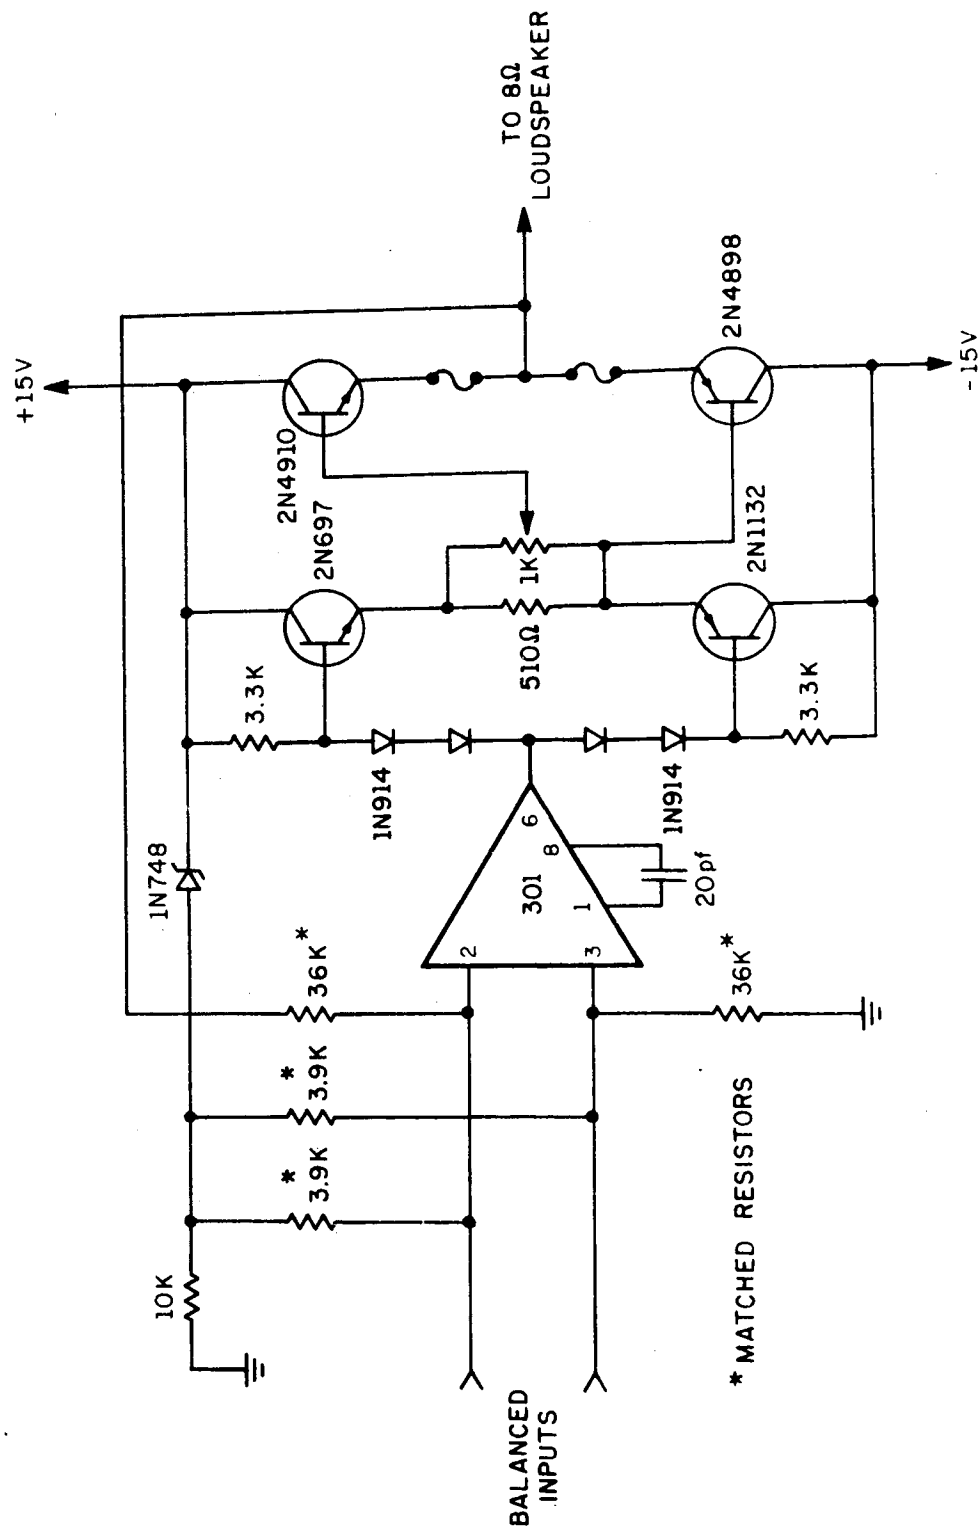 +15V
TO 8Ω
LOUDSPEAKER
2N4910
2N697
1N748
3.3K
36K*
*
3.9K
*
3.9K
10K
1N914
510Ω
1K
2N4898
2N1132
2
3
301
6
8
1
20pf
1N914
3.3K
-15V
36K*
BALANCED
INPUTS
*MATCHED RESISTORS